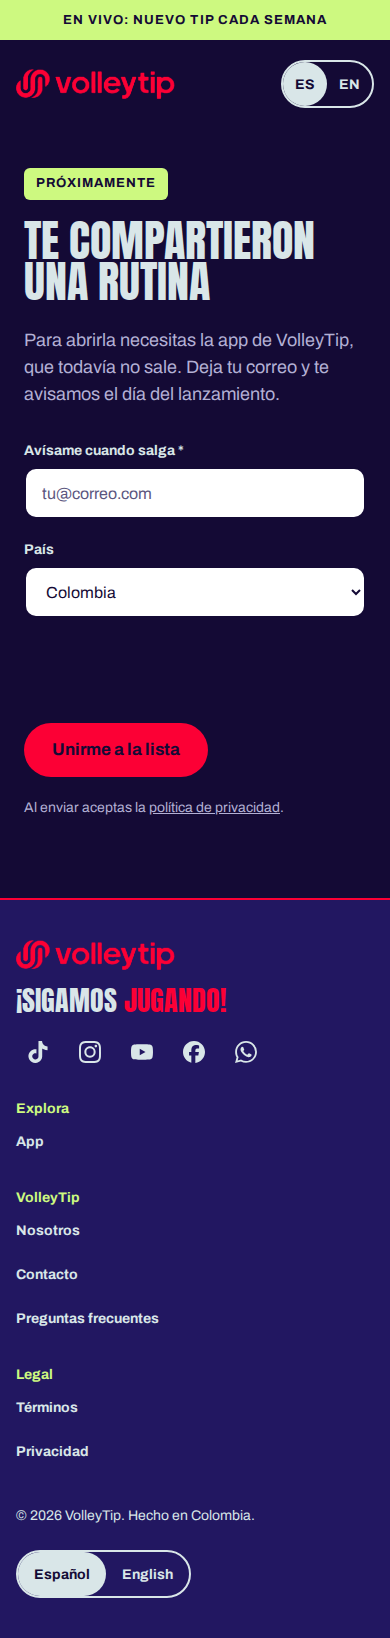 EN VIVO: NUEVO TIP CADA SEMANA
volleytip
ES EN
PRÓXIMAMENTE
TE COMPARTIERON
UNA RUTINA
Para abrirla necesitas la app de VolleyTip,
que todavía no sale. Deja tu correo y te
avisamos el día del lanzamiento.
Avísame cuando salga *
tu@correo.com
País
Colombia
Unirme a la lista
Al enviar aceptas la política de privacidad.
volleytip
¡SIGAMOS JUGANDO!
Explora
App
VolleyTip
Nosotros
Contacto
Preguntas frecuentes
Legal
Términos
Privacidad
© 2026 VolleyTip. Hecho en Colombia.
Español English